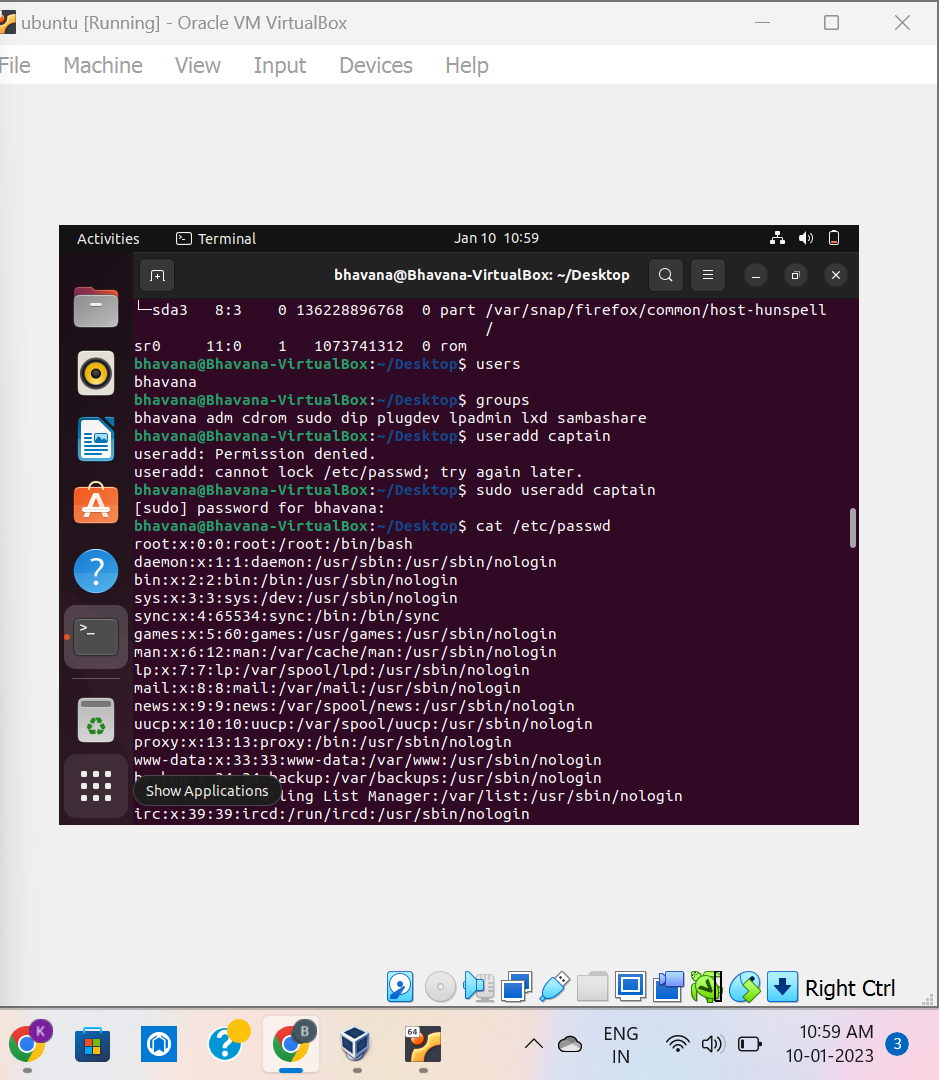 ubuntu [Running] - Oracle VM VirtualBox
File Machine View Input Devices Help
Activities Terminal Jan 10 10:59
bhavana@Bhavana-VirtualBox: ~/Desktop
└─sda3 8:3 0 136228896768 0 part /var/snap/firefox/common/host-hunspell
/
sr0 11:0 1 1073741312 0 rom
bhavana@Bhavana-VirtualBox:~/Desktop$ users
bhavana
bhavana@Bhavana-VirtualBox:~/Desktop$ groups
bhavana adm cdrom sudo dip plugdev lpadmin lxd sambashare
bhavana@Bhavana-VirtualBox:~/Desktop$ useradd captain
useradd: Permission denied.
useradd: cannot lock /etc/passwd; try again later.
bhavana@Bhavana-VirtualBox:~/Desktop$ sudo useradd captain
[sudo] password for bhavana:
bhavana@Bhavana-VirtualBox:~/Desktop$ cat /etc/passwd
root:x:0:0:root:/root:/bin/bash
daemon:x:1:1:daemon:/usr/sbin:/usr/sbin/nologin
bin:x:2:2:bin:/bin:/usr/sbin/nologin
sys:x:3:3:sys:/dev:/usr/sbin/nologin
sync:x:4:65534:sync:/bin:/bin/sync
games:x:5:60:games:/usr/games:/usr/sbin/nologin
man:x:6:12:man:/var/cache/man:/usr/sbin/nologin
lp:x:7:7:lp:/var/spool/lpd:/usr/sbin/nologin
mail:x:8:8:mail:/var/mail:/usr/sbin/nologin
news:x:9:9:news:/var/spool/news:/usr/sbin/nologin
uucp:x:10:10:uucp:/var/spool/uucp:/usr/sbin/nologin
proxy:x:13:13:proxy:/bin:/usr/sbin/nologin
www-data:x:33:33:www-data:/var/www:/usr/sbin/nologin
backup:/var/backups:/usr/sbin/nologin
Show Applications
ling List Manager:/var/list:/usr/sbin/nologin
irc:x:39:39:ircd:/run/ircd:/usr/sbin/nologin
Right Ctrl
K
B
64
ENG
IN
10:59 AM
10-01-2023
3